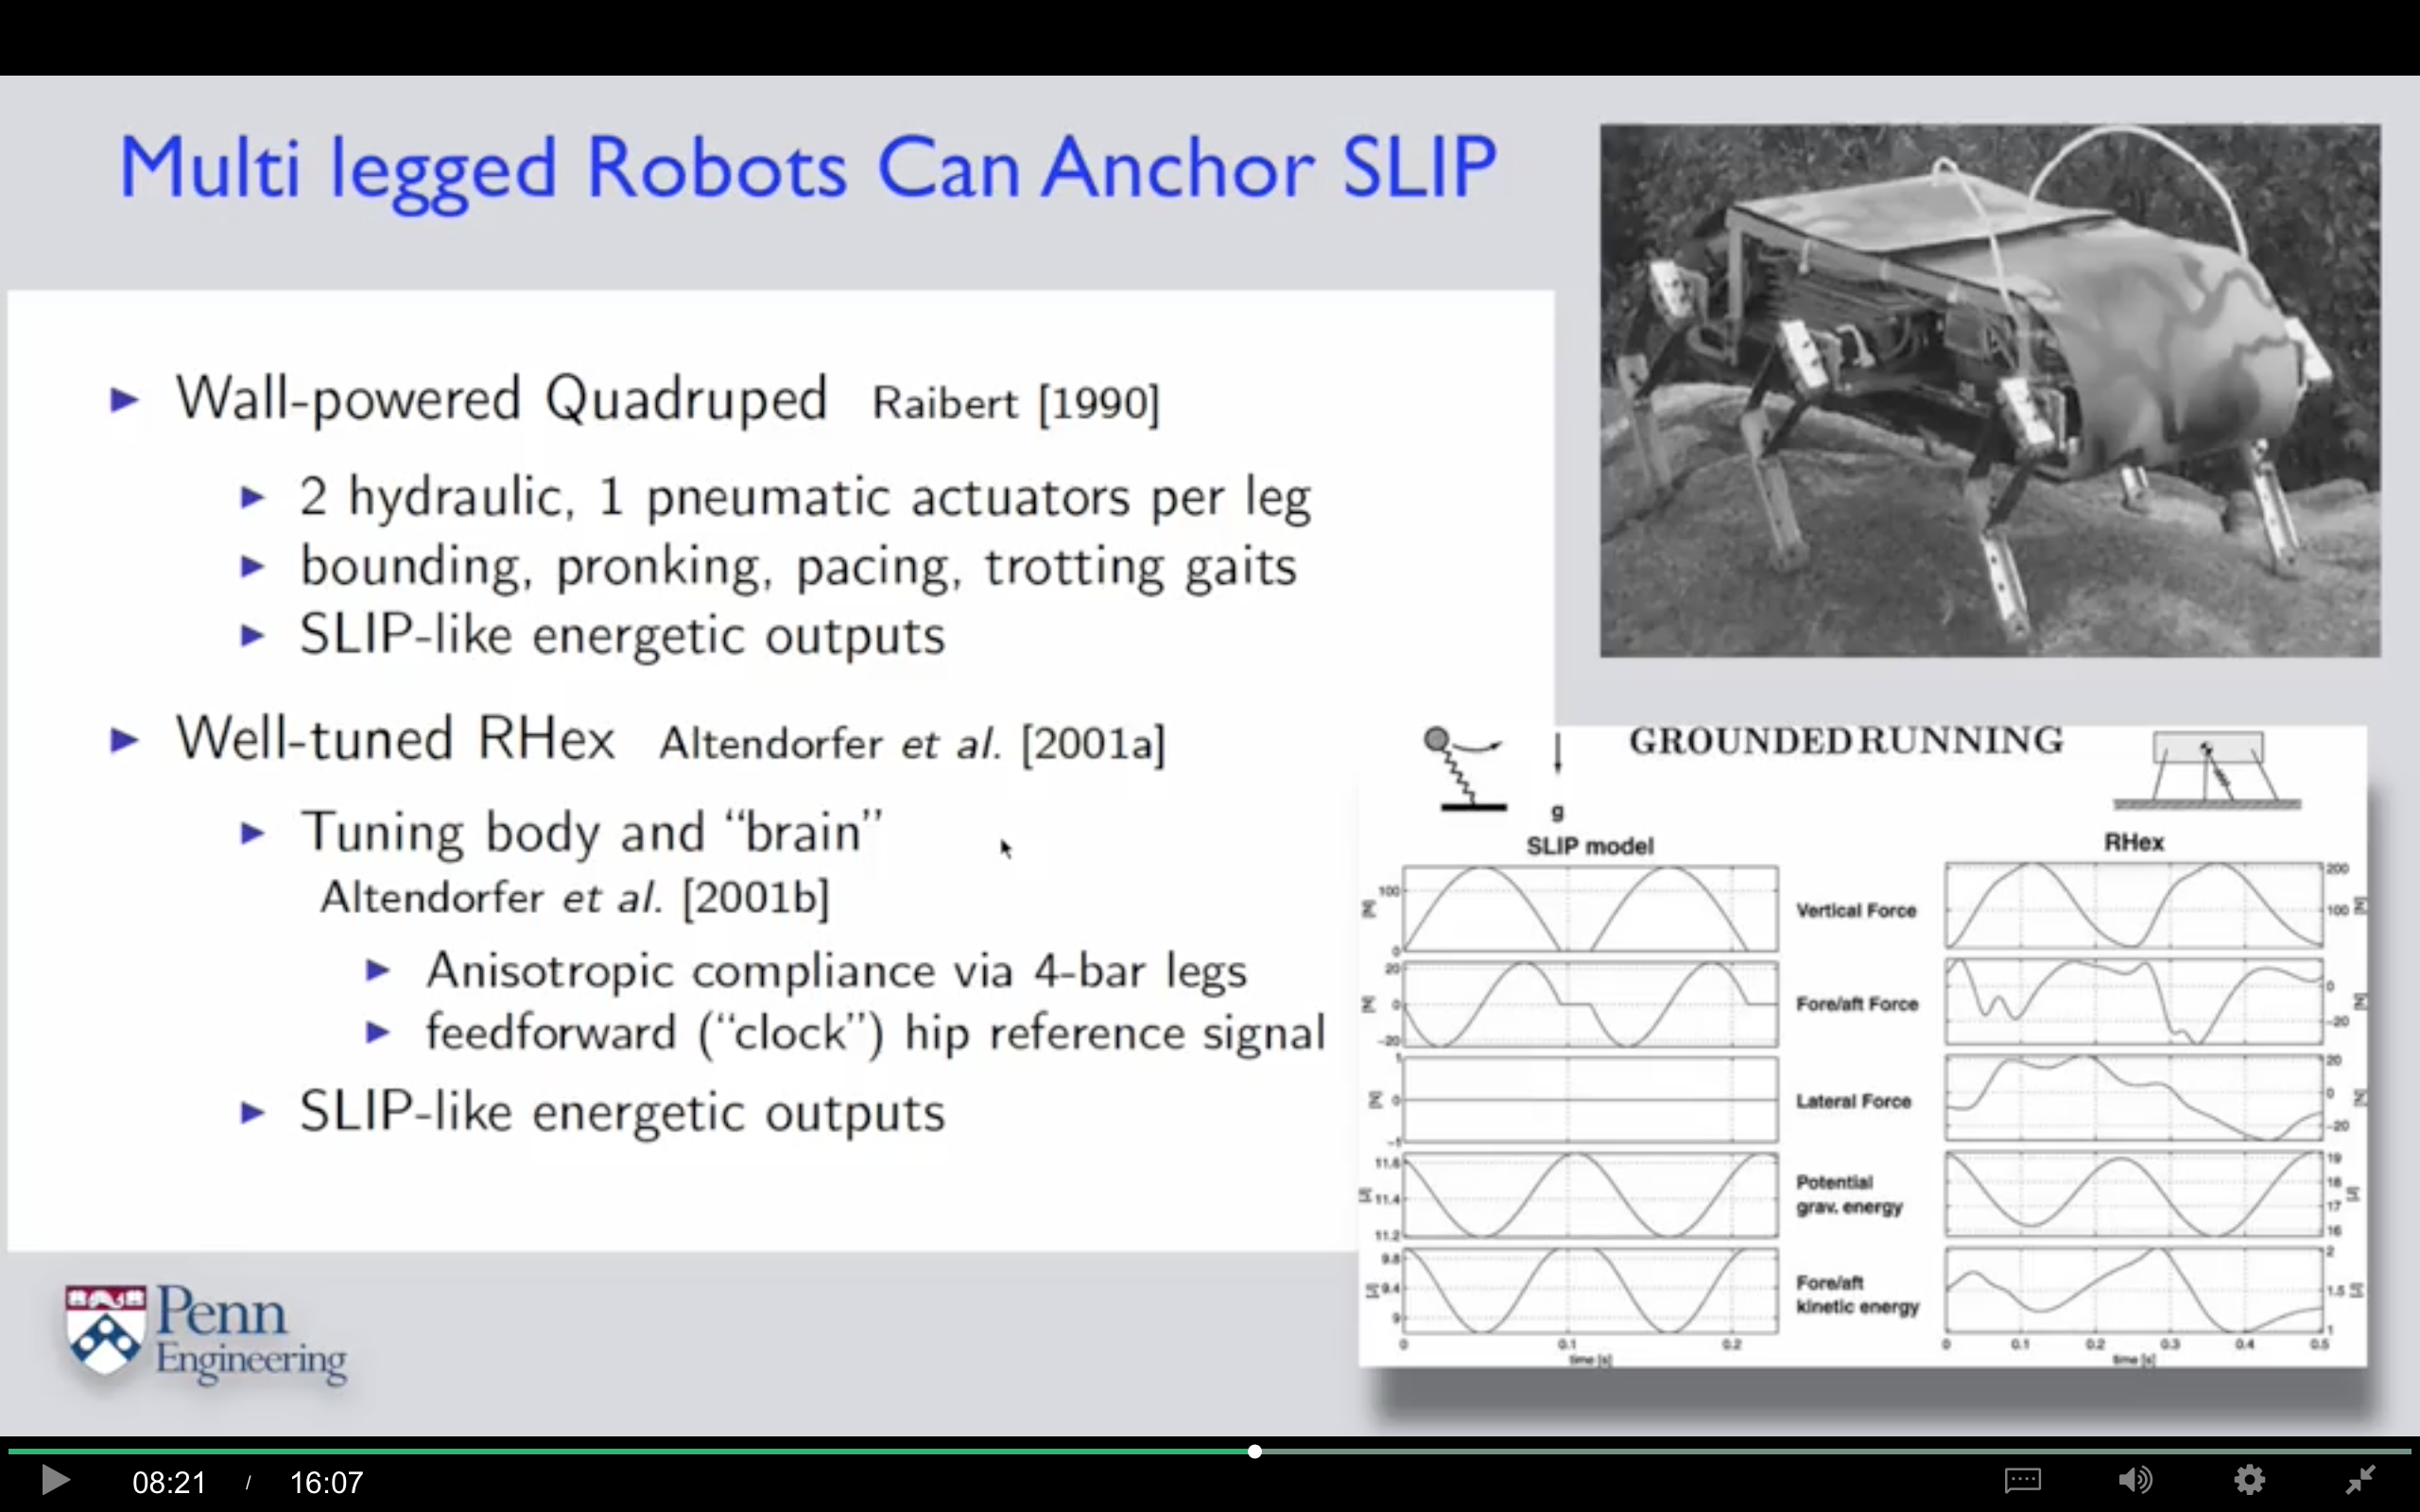 Multi legged Robots Can Anchor SLIP
► Wall-powered Quadruped Raibert [1990]
► 2 hydraulic, 1 pneumatic actuators per leg
► bounding, pronking, pacing, trotting gaits
► SLIP-like energetic outputs
► Well-tuned RHex Altendorfer et al. [2001a]
► Tuning body and “brain”
Altendorfer et al. [2001b]
► Anisotropic compliance via 4-bar legs
► feedforward (“clock”) hip reference signal
► SLIP-like energetic outputs
GROUNDED RUNNING
g
SLIP model
RHex
100
0
[N]
Vertical Force
200
100
[N]
20
0
-20
[N]
Fore/aft Force
0
-20
[N]
1
0
-1
[N]
Lateral Force
20
0
-20
[N]
11.6
11.4
11.2
[J]
Potential
grav. energy
19
18
17
16
[J]
9.8
9.4
9
[J]
Fore/aft
kinetic energy
2
1.5
1
[J]
0 0.1 0.2
time [s]
0 0.1 0.2 0.3 0.4 0.5
time [s]
Penn
Engineering
08:21 / 16:07